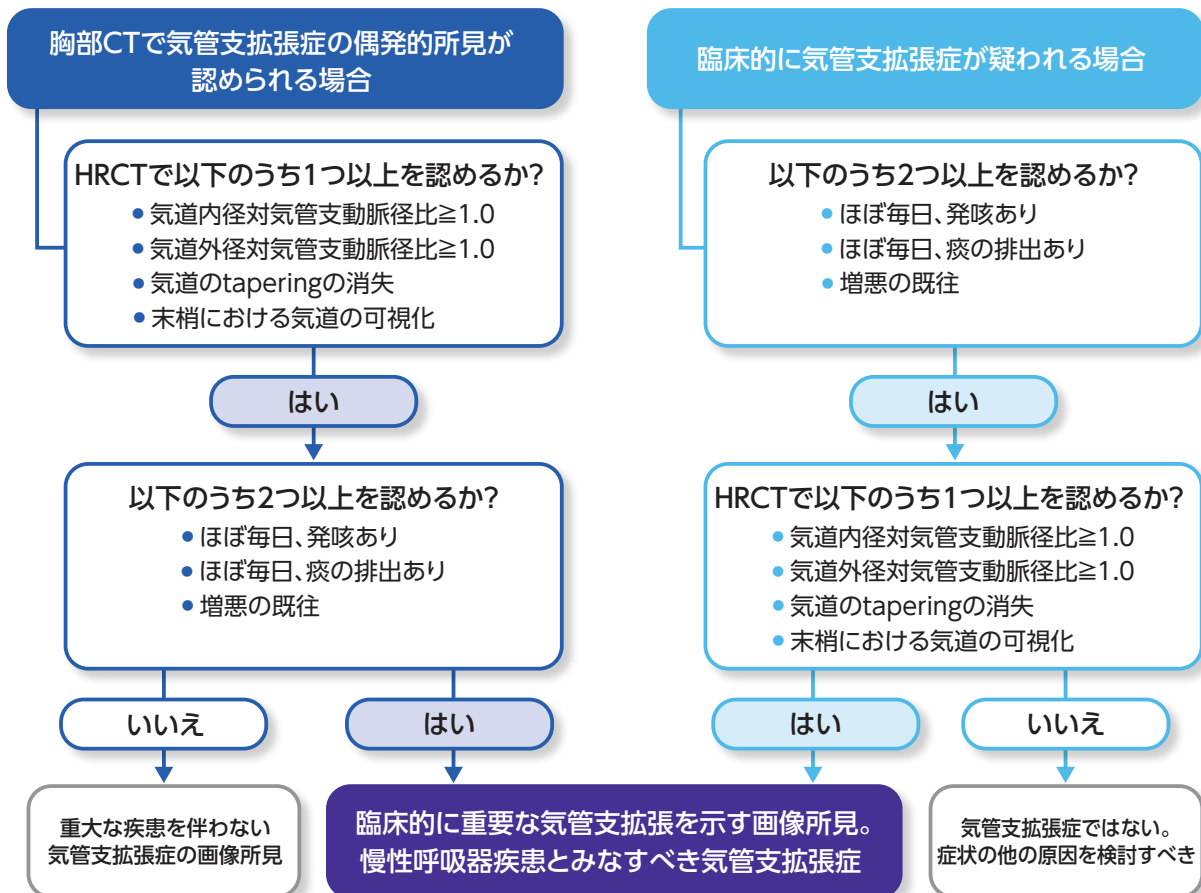 胸部CTで気管支拡張症の偶発的所見が
認められる場合
HRCTで以下のうち1つ以上を認めるか?
● 気道内径対気管支動脈径比≧1.0
● 気道外径対気管支動脈径比≧1.0
● 気道のtaperingの消失
● 末梢における気道の可視化
はい
以下のうち2つ以上を認めるか?
● ほぼ毎日、発咳あり
● ほぼ毎日、痰の排出あり
● 増悪の既往
いいえ
はい
重大な疾患を伴わない
気管支拡張症の画像所見
臨床的に気管支拡張症が疑われる場合
以下のうち2つ以上を認めるか?
● ほぼ毎日、発咳あり
● ほぼ毎日、痰の排出あり
● 増悪の既往
はい
HRCTで以下のうち1つ以上を認めるか?
● 気道内径対気管支動脈径比≧1.0
● 気道外径対気管支動脈径比≧1.0
● 気道のtaperingの消失
● 末梢における気道の可視化
はい
いいえ
臨床的に重要な気管支拡張を示す画像所見。
慢性呼吸器疾患とみなすべき気管支拡張症
気管支拡張症ではない。
症状の他の原因を検討すべき